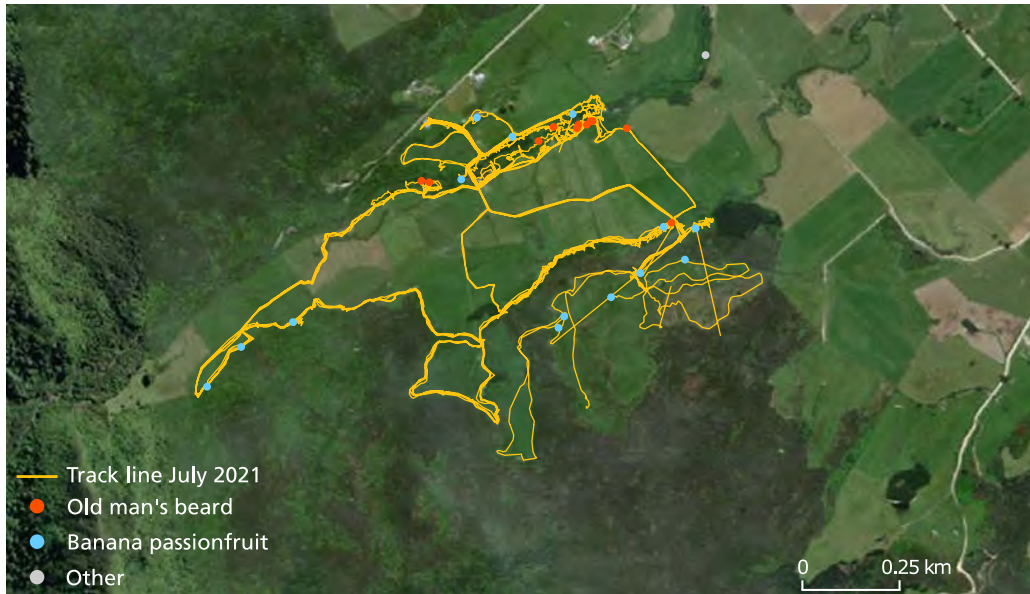 Track line July 2021
Old man's beard
Banana passionfruit
Other
0 0.25 km